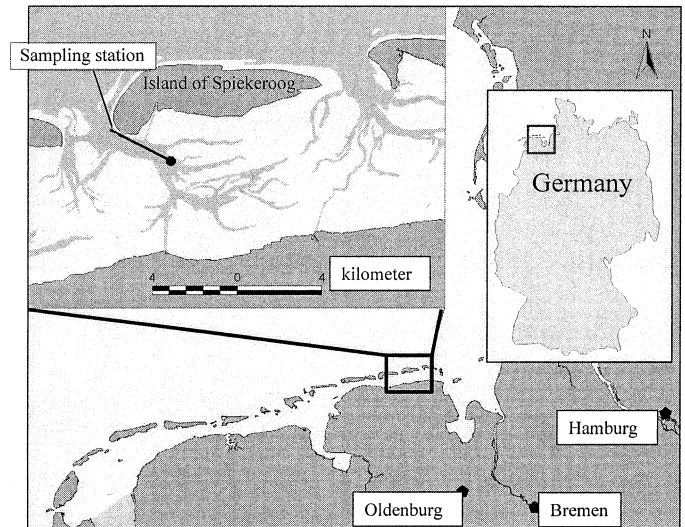 Sampling station
Island of Spiekeroog
4 0 4
kilometer
N
Germany
Hamburg
Oldenburg
Bremen